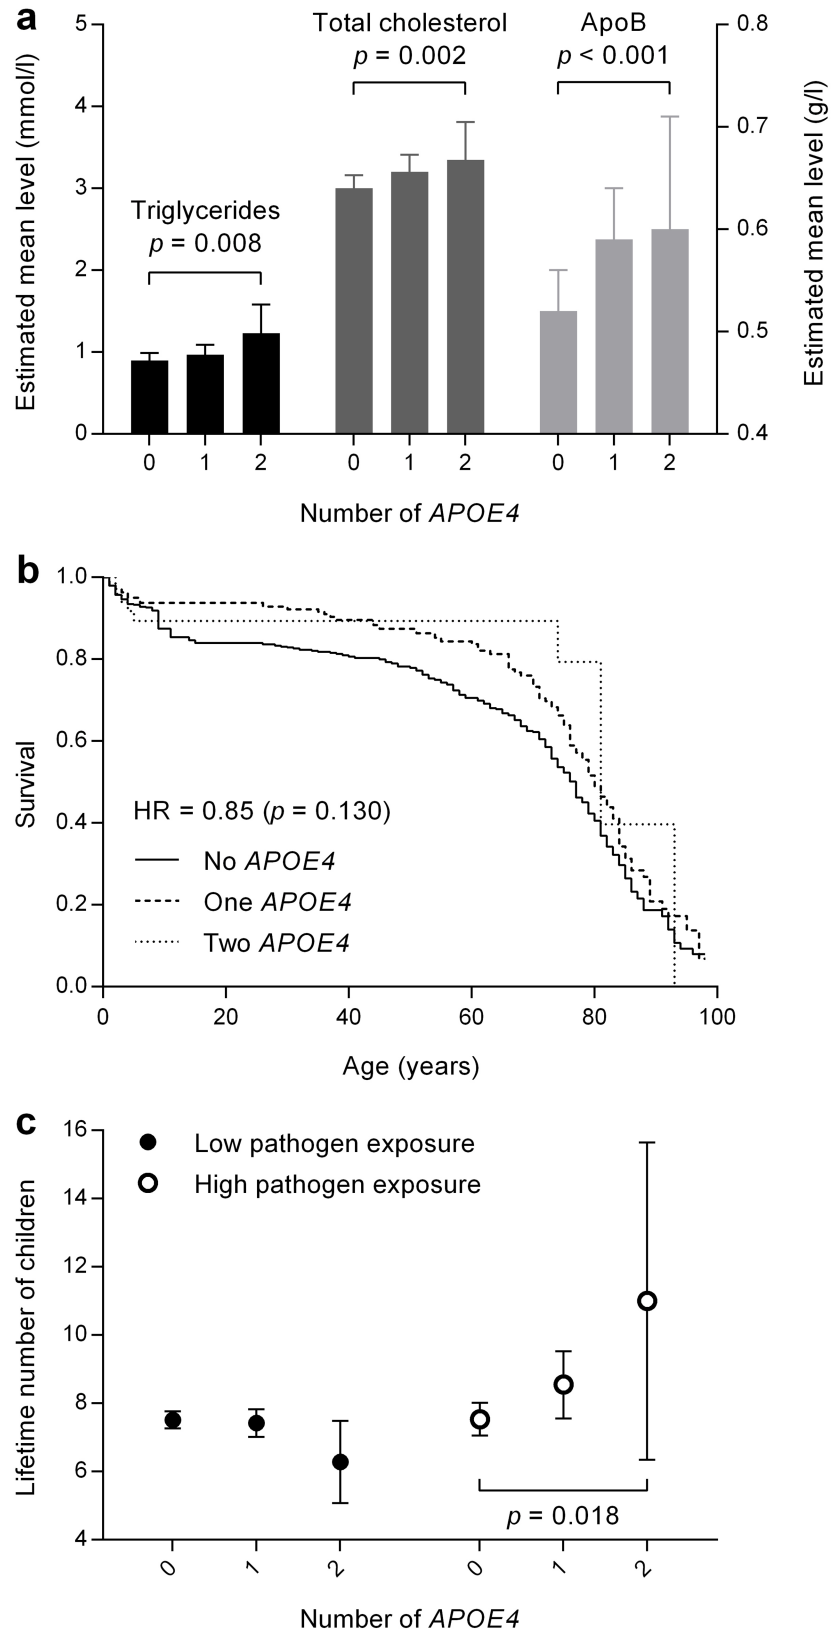 a
Total cholesterol
p = 0.002
ApoB
p < 0.001
Triglycerides
p = 0.008
Estimated mean level (mmol/l)
5
4
3
2
1
0
Estimated mean level (g/l)
0.8
0.7
0.6
0.5
0.4
0 1 2 0 1 2 0 1 2
Number of APOE4
b
Survival
1.0
0.8
0.6
0.4
0.2
0.0
HR = 0.85 (p = 0.130)
No APOE4
One APOE4
Two APOE4
0 20 40 60 80 100
Age (years)
c
Lifetime number of children
16
14
12
10
8
6
4
Low pathogen exposure
High pathogen exposure
p = 0.018
0 1 2 0 1 2
Number of APOE4